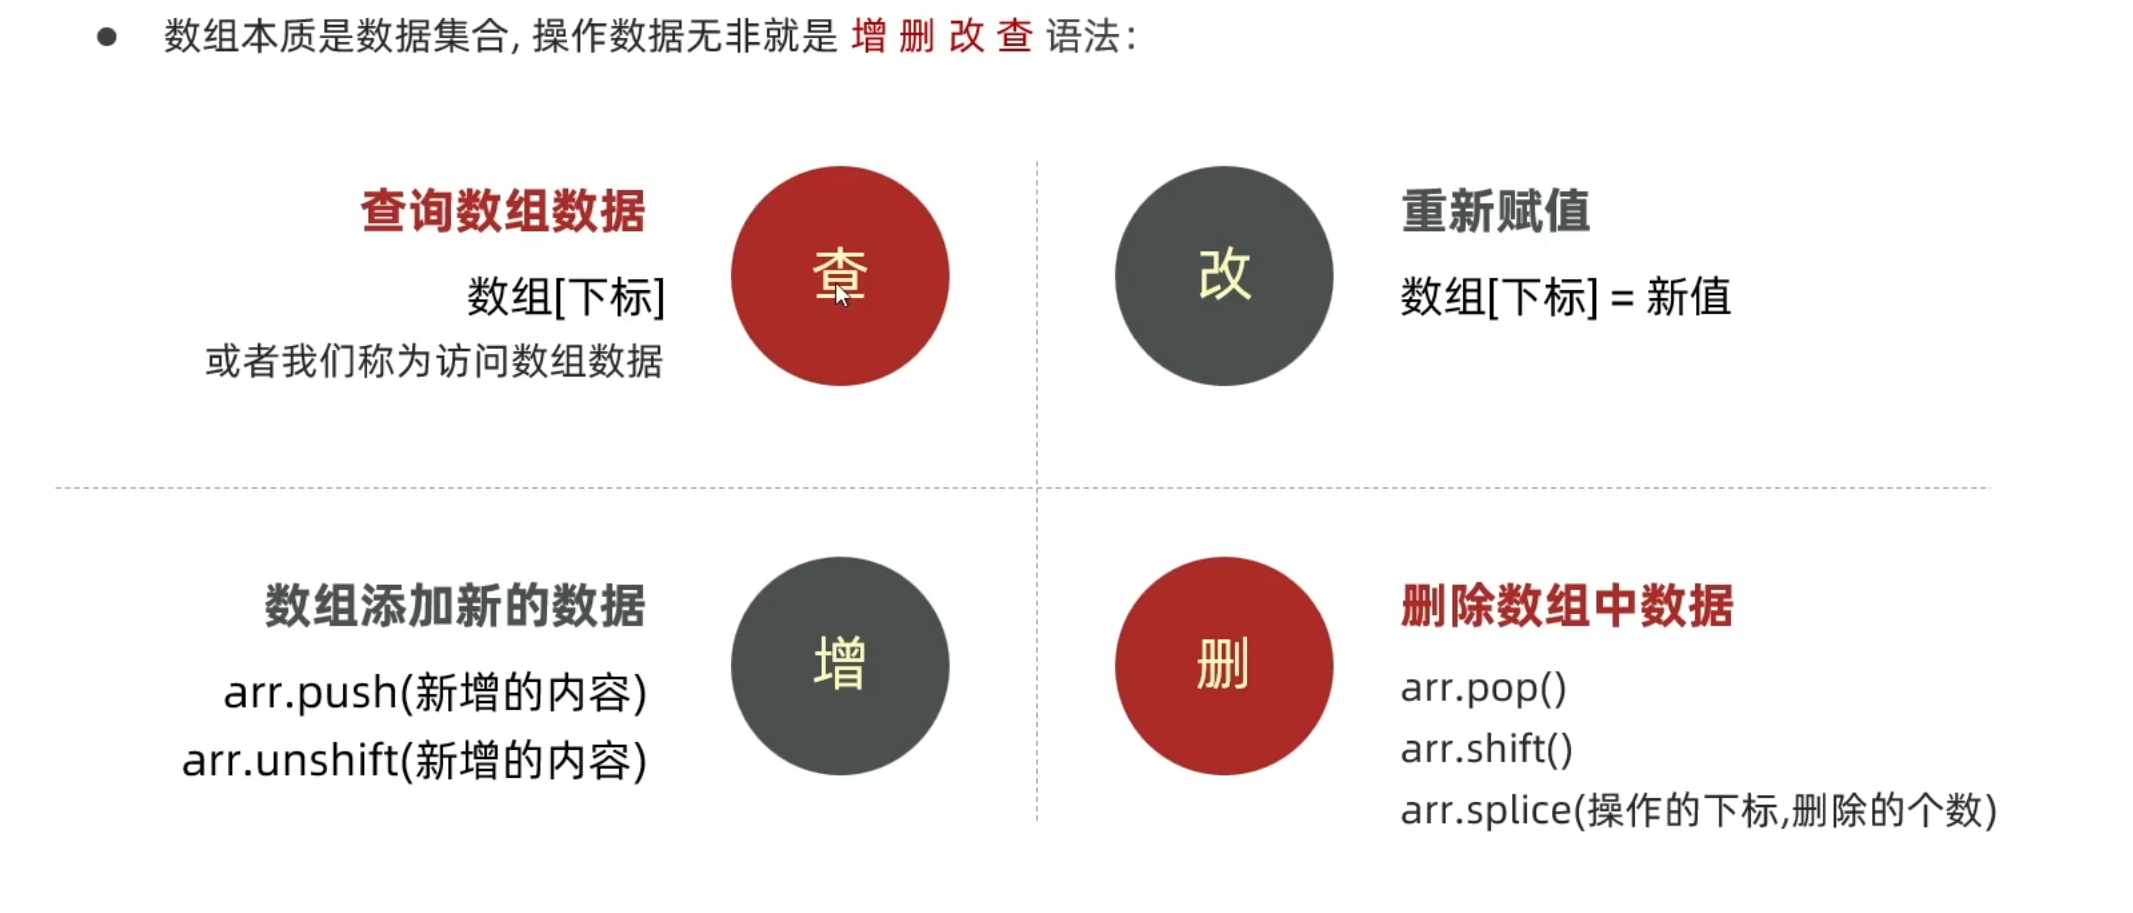 数组本质是数据集合, 操作数据无非就是 增 删 改 查 语法：
查询数组数据
数组[下标]
或者我们称为访问数组数据
查
改
重新赋值
数组[下标] = 新值
数组添加新的数据
arr.push(新增的内容)
arr.unshift(新增的内容)
增
删
删除数组中数据
arr.pop()
arr.shift()
arr.splice(操作的下标,删除的个数)